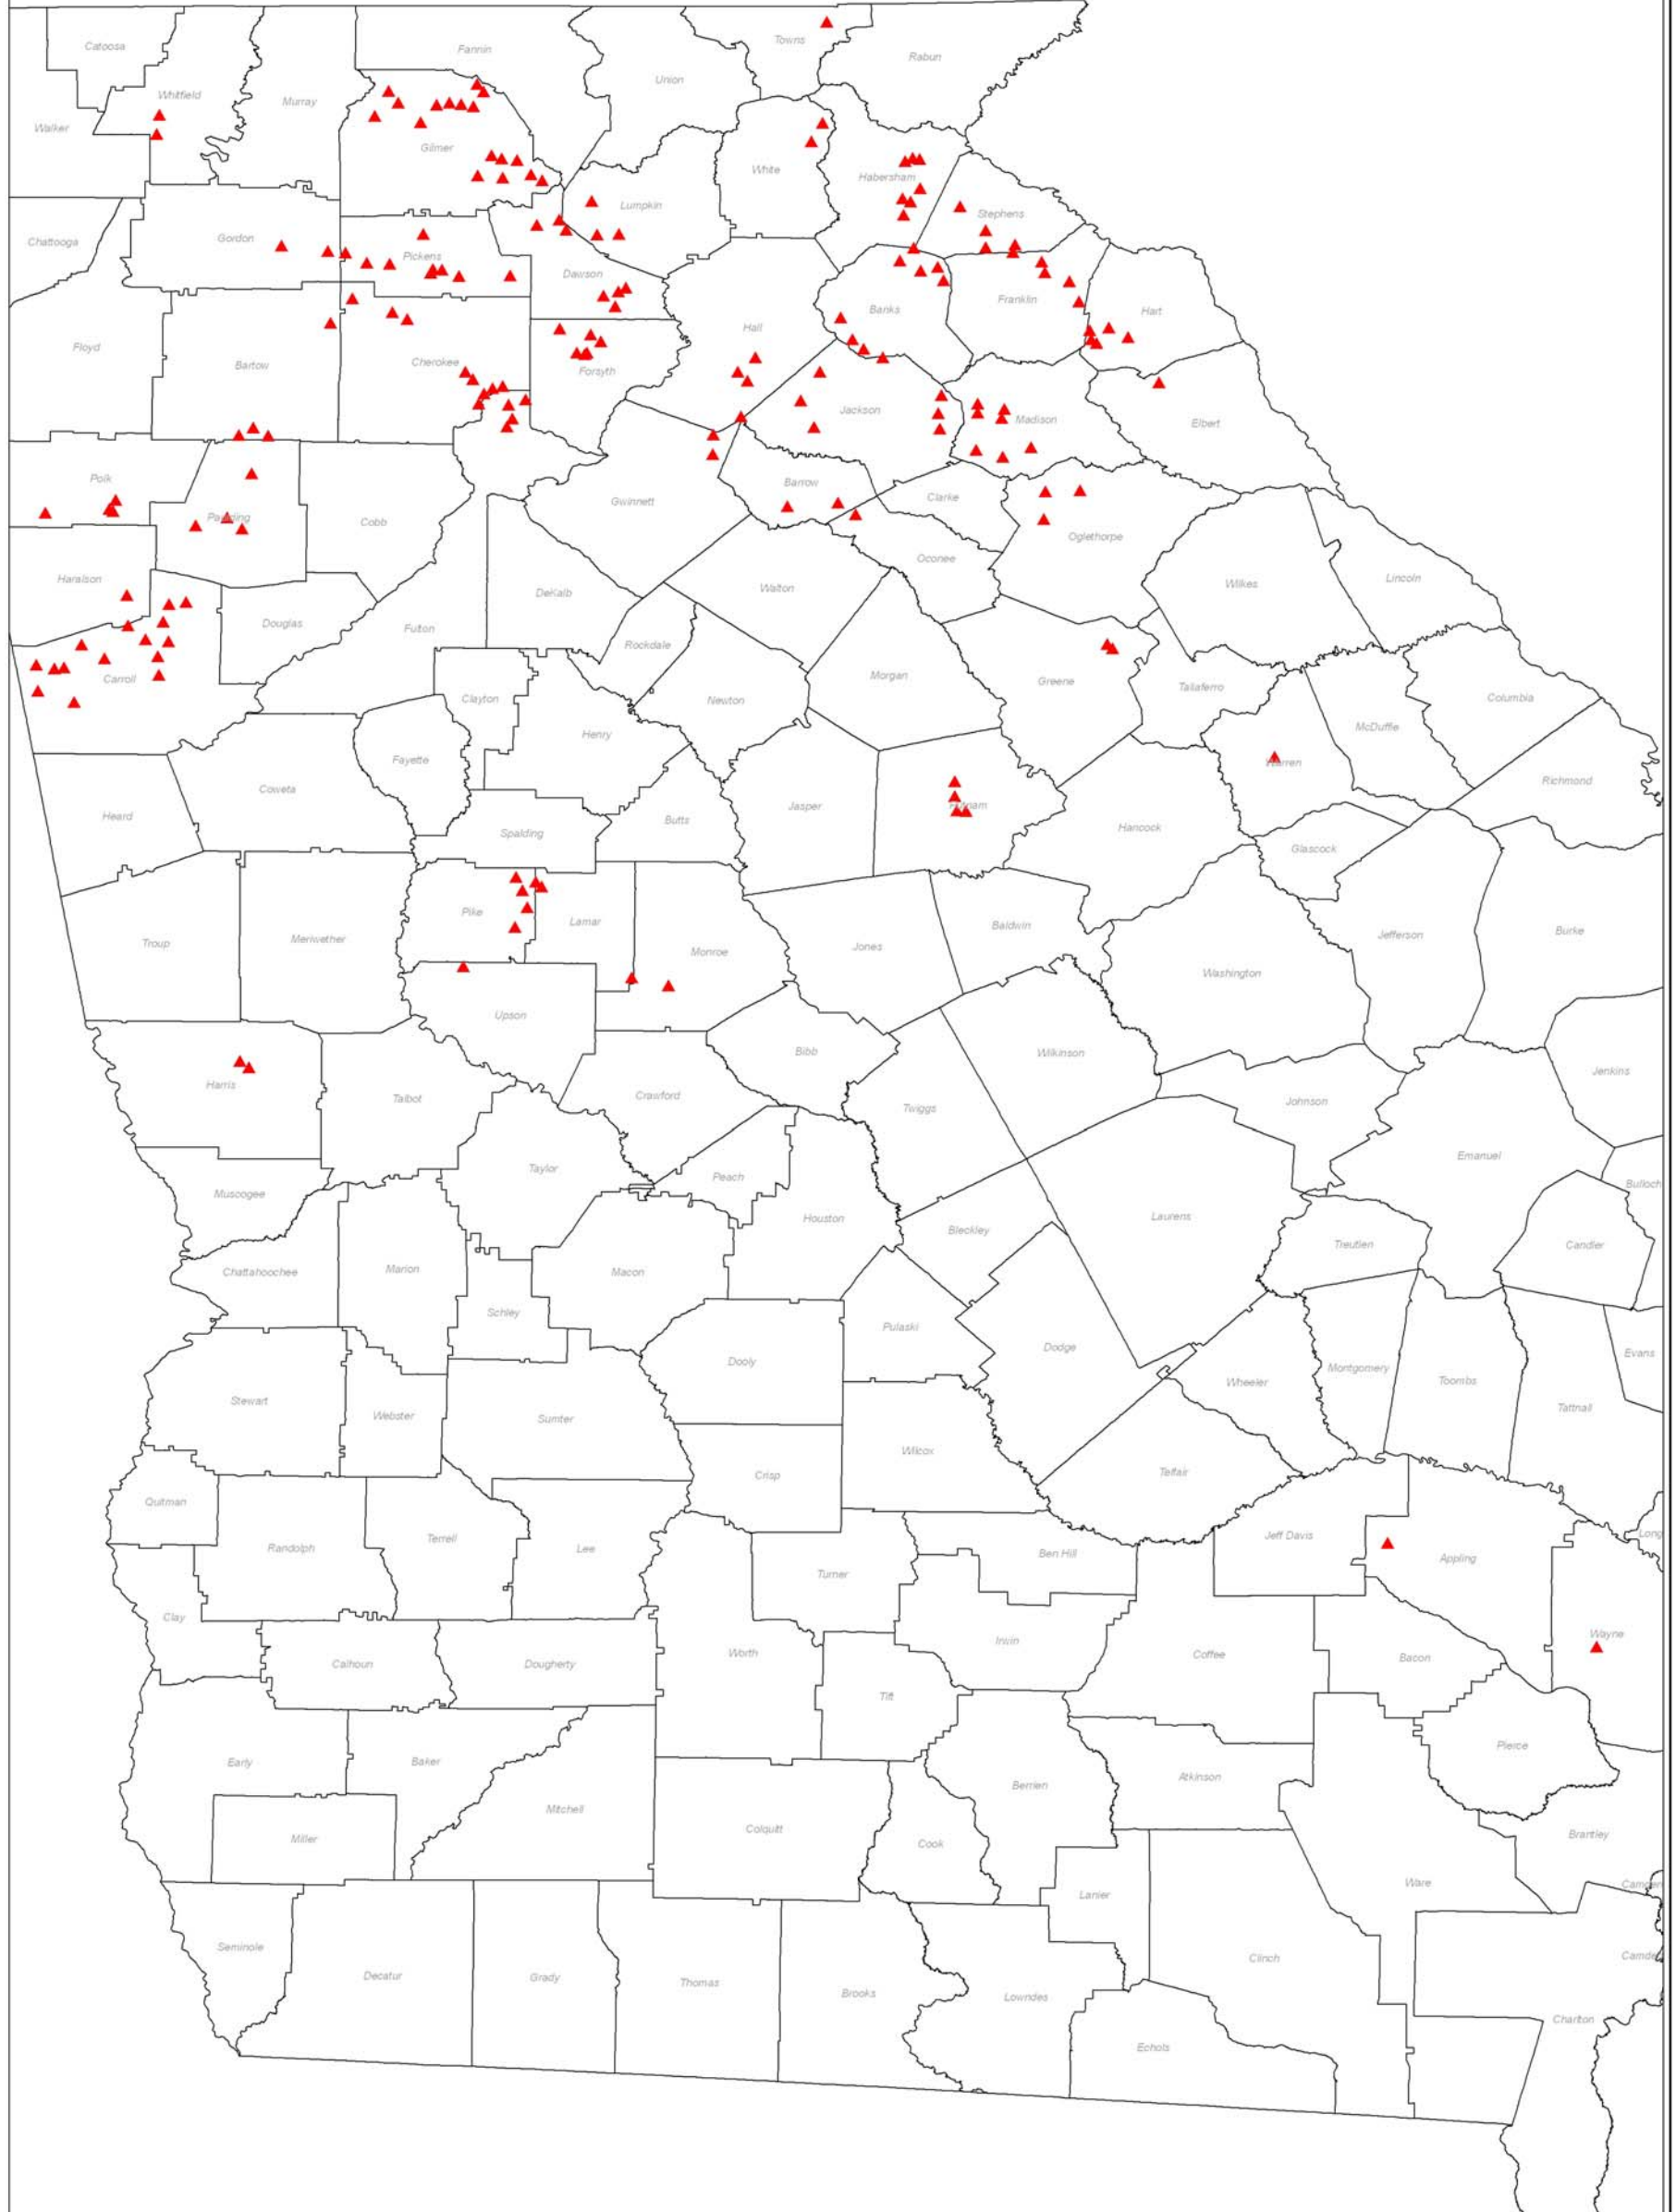 Catoosa
Fannin
Towns
Rabun
Union
Whitfield
Murray
Walker
Gilmer
White
Habersham
Lumpkin
Stephens
Chattooga
Gordon
Pickens
Dawson
Franklin
Banks
Hart
Hall
Floyd
Bartow
Cherokee
Forsyth
Jackson
Madison
Elbert
Polk
Barrow
Clarke
Gwinnett
Paulding
Cobb
Oglethorpe
Oconee
Haralson
Lincoln
Wilkes
Walton
DeKalb
Douglas
Fulton
Rockdale
Carroll
Morgan
Greene
Taliaferro
Columbia
Clayton
Newton
McDuffie
Henry
Fayette
Warren
Richmond
Coweta
Jasper
Putnam
Heard
Butts
Hancock
Spalding
Glascock
Pike
Lamar
Baldwin
Burke
Jefferson
Troup
Meriwether
Jones
Monroe
Washington
Upson
Bibb
Wilkinson
Jenkins
Harris
Talbot
Crawford
Johnson
Twiggs
Emanuel
Taylor
Peach
Bulloch
Muscogee
Houston
Laurens
Bleckley
Treutlen
Candler
Chattahoochee
Marion
Macon
Schley
Pulaski
Dodge
Evans
Dooly
Montgomery
Toombs
Wheeler
Stewart
Tattnall
Webster
Sumter
Wilcox
Crisp
Telfair
Quitman
Jeff Davis
Long
Terrell
Randolph
Lee
Ben Hill
Appling
Turner
Clay
Wayne
Irwin
Worth
Coffee
Bacon
Calhoun
Dougherty
Tift
Pierce
Early
Baker
Atkinson
Berrien
Mitchell
Colquitt
Brantley
Miller
Cook
Ware
Camden
Lanier
Seminole
Camde
Clinch
Decatur
Grady
Thomas
Brooks
Lowndes
Charlton
Echols